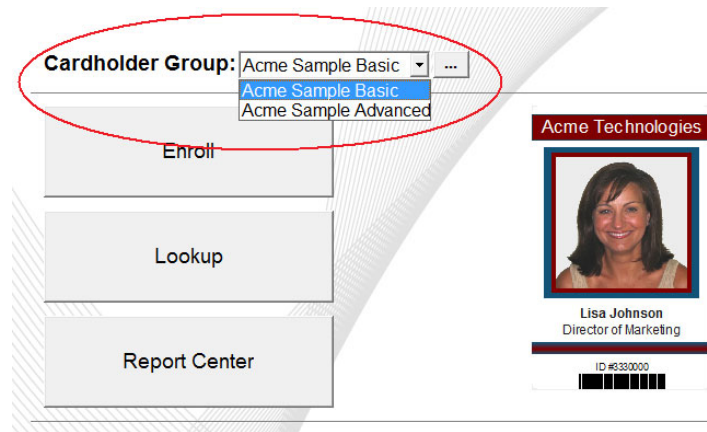 Cardholder Group: Acme Sample Basic ...
Acme Sample Basic
Acme Sample Advanced
Enroll
Lookup
Report Center
Acme Technologies
Lisa Johnson
Director of Marketing
ID #3330000